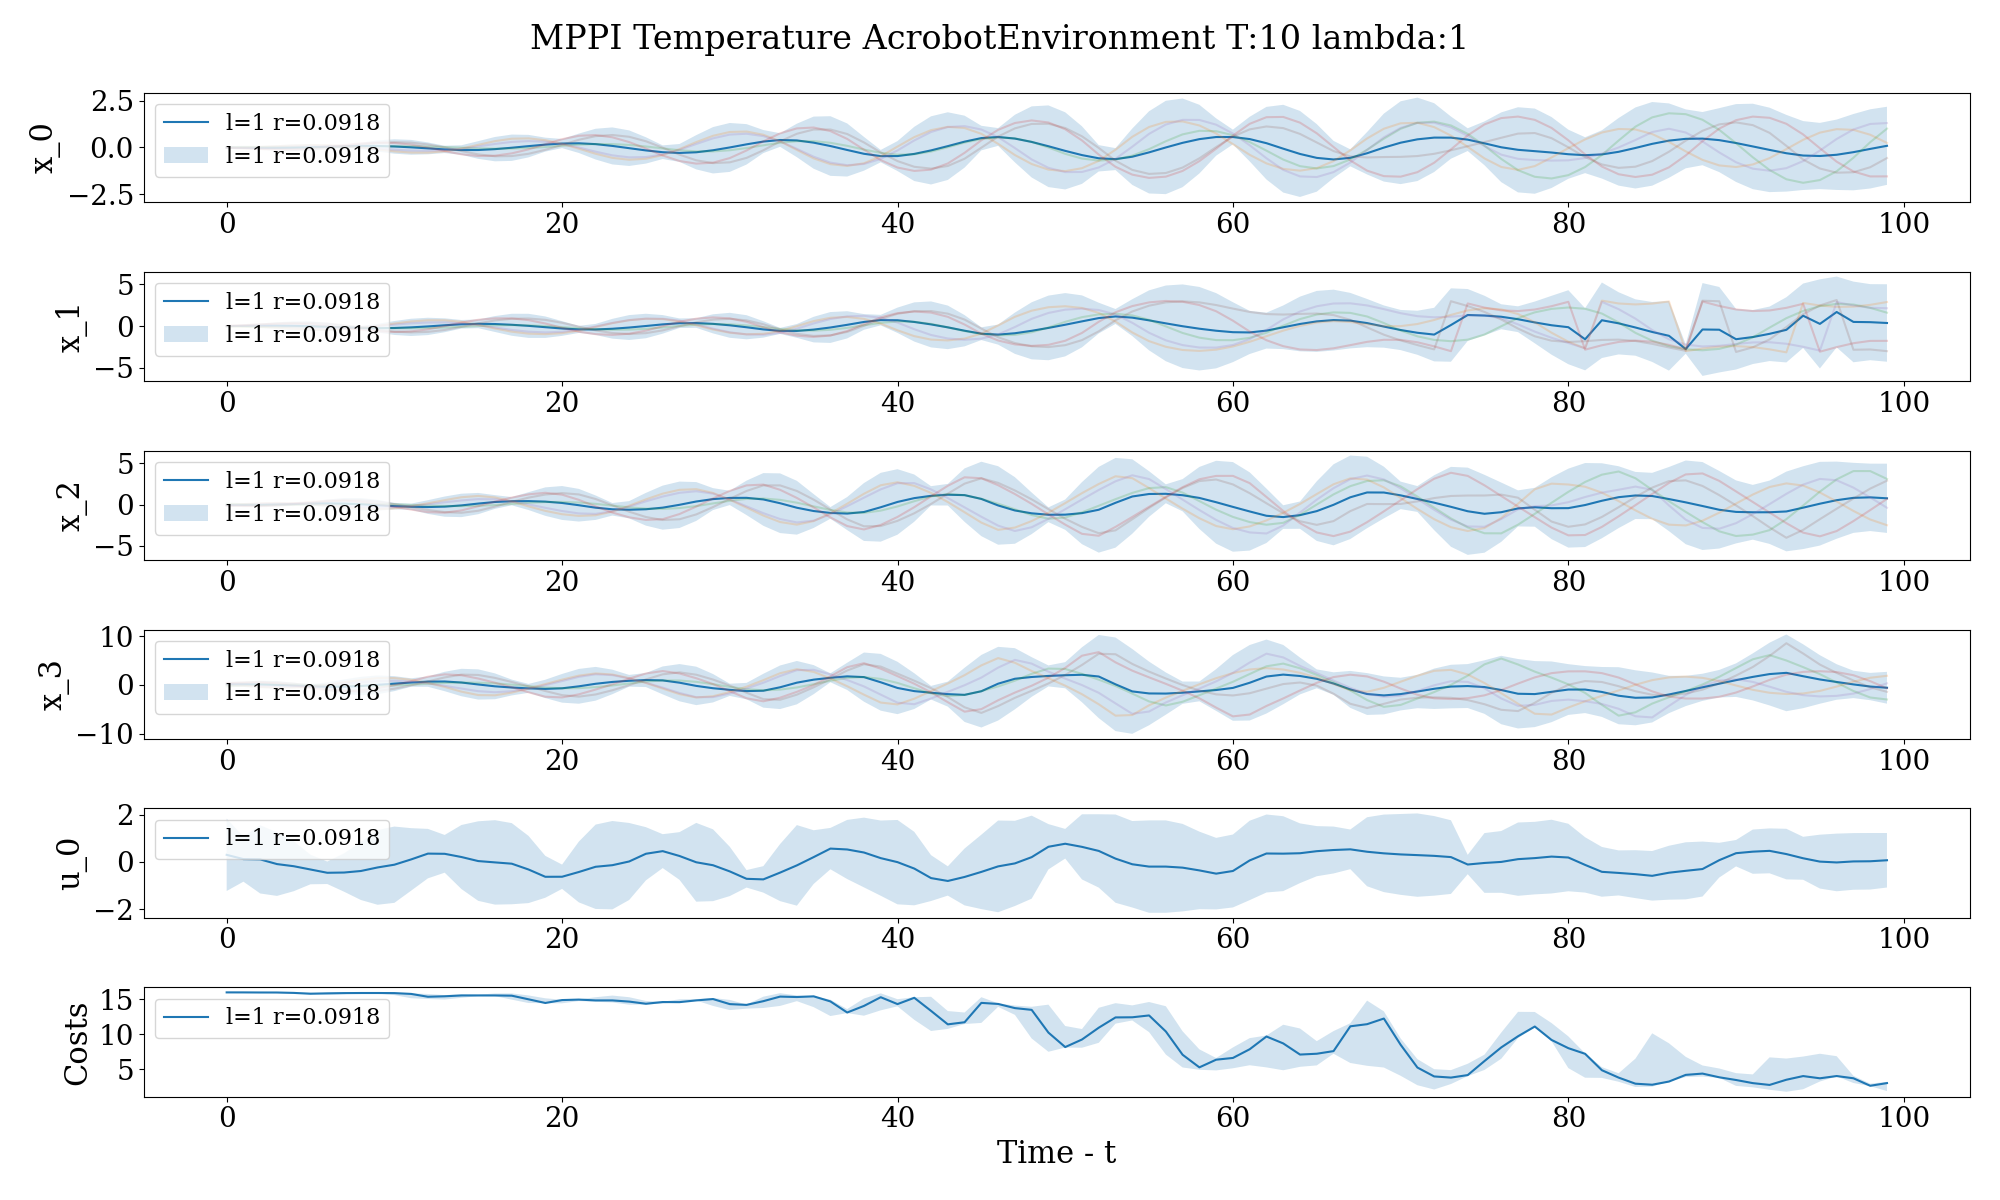 MPPI Temperature AcrobotEnvironment T:10 lambda:1
x_0
2.5
0.0
−2.5
l=1 r=0.0918
l=1 r=0.0918
0 20 40 60 80 100
x_1
5
0
−5
l=1 r=0.0918
l=1 r=0.0918
0 20 40 60 80 100
x_2
5
0
−5
l=1 r=0.0918
l=1 r=0.0918
0 20 40 60 80 100
x_3
10
0
−10
l=1 r=0.0918
l=1 r=0.0918
0 20 40 60 80 100
u_0
2
0
−2
l=1 r=0.0918
0 20 40 60 80 100
Costs
15
10
5
l=1 r=0.0918
0 20 40 60 80 100
Time - t